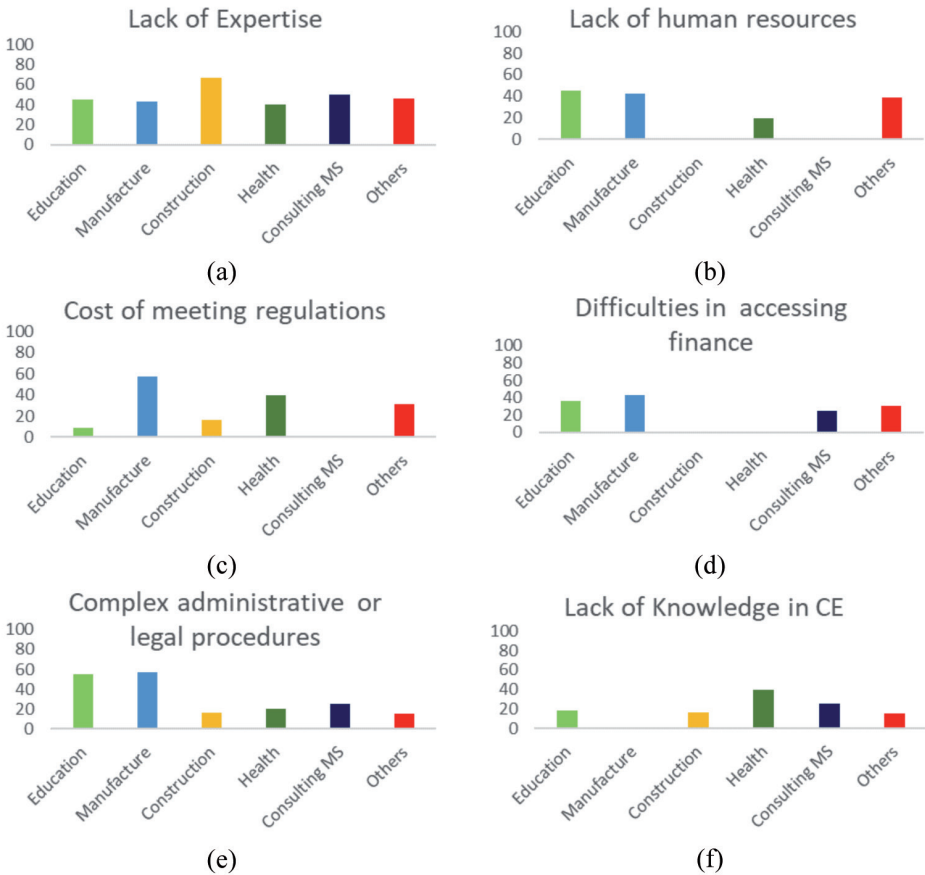 Lack of Expertise
100
80
60
40
20
0
Education
Manufacture
Construction
Health
Consulting MS
Others
(a)
Lack of human resources
100
80
60
40
20
0
Education
Manufacture
Construction
Health
Consulting MS
Others
(b)
Cost of meeting regulations
100
80
60
40
20
0
Education
Manufacture
Construction
Health
Consulting MS
Others
(c)
Difficulties in accessing
finance
100
80
60
40
20
0
Education
Manufacture
Construction
Health
Consulting MS
Others
(d)
Complex administrative or
legal procedures
100
80
60
40
20
0
Education
Manufacture
Construction
Health
Consulting MS
Others
(e)
Lack of Knowledge in CE
100
80
60
40
20
0
Education
Manufacture
Construction
Health
Consulting MS
Others
(f)